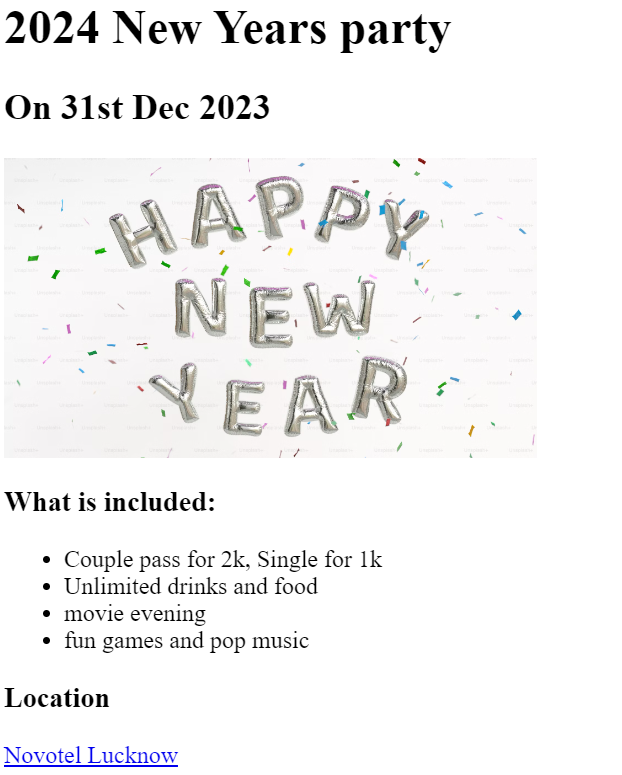 2024 New Years party
On 31st Dec 2023
HAPPY
NEW
YEAR
What is included:
Couple pass for 2k, Single for 1k
Unlimited drinks and food
movie evening
fun games and pop music
Location
Novotel Lucknow